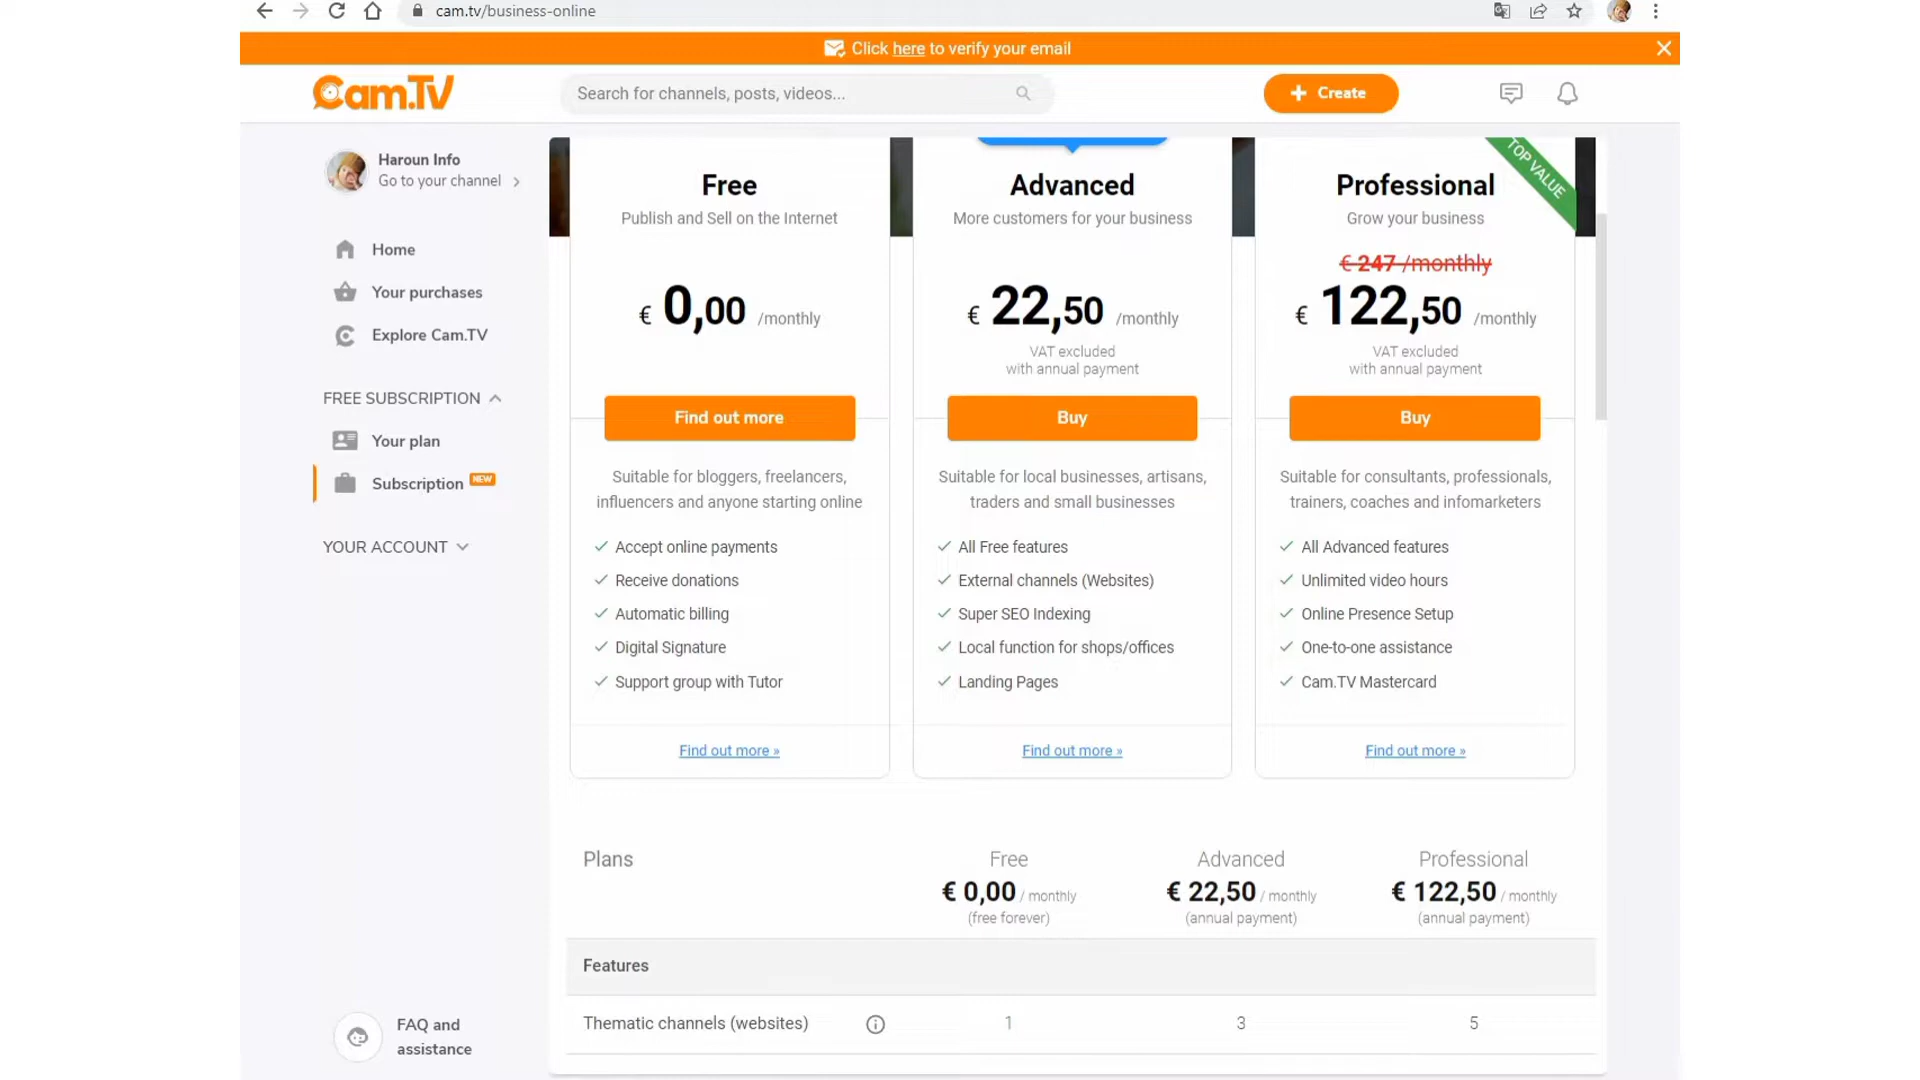 cam.tv/business-online
Click here to verify your email
Cam.TV
Search for channels, posts, videos...
+ Create
Haroun Info
Go to your channel
Home
Your purchases
Explore Cam.TV
FREE SUBSCRIPTION
Your plan
Subscription NEW
YOUR ACCOUNT
FAQ and
assistance
Free
Publish and Sell on the Internet
€ 0,00 /monthly
Find out more
Suitable for bloggers, freelancers,
influencers and anyone starting online
Accept online payments
Receive donations
Automatic billing
Digital Signature
Support group with Tutor
Find out more »
Advanced
More customers for your business
€ 22,50 /monthly
VAT excluded
with annual payment
Buy
Suitable for local businesses, artisans,
traders and small businesses
All Free features
External channels (Websites)
Super SEO Indexing
Local function for shops/offices
Landing Pages
Find out more »
TOP VALUE
Professional
Grow your business
€ 247 /monthly
€ 122,50 /monthly
VAT excluded
with annual payment
Buy
Suitable for consultants, professionals,
trainers, coaches and infomarketers
All Advanced features
Unlimited video hours
Online Presence Setup
One-to-one assistance
Cam.TV Mastercard
Find out more »
Plans Free Advanced Professional
€ 0,00 / monthly € 22,50 / monthly € 122,50 / monthly
(free forever) (annual payment) (annual payment)
Features
Thematic channels (websites) 1 3 5